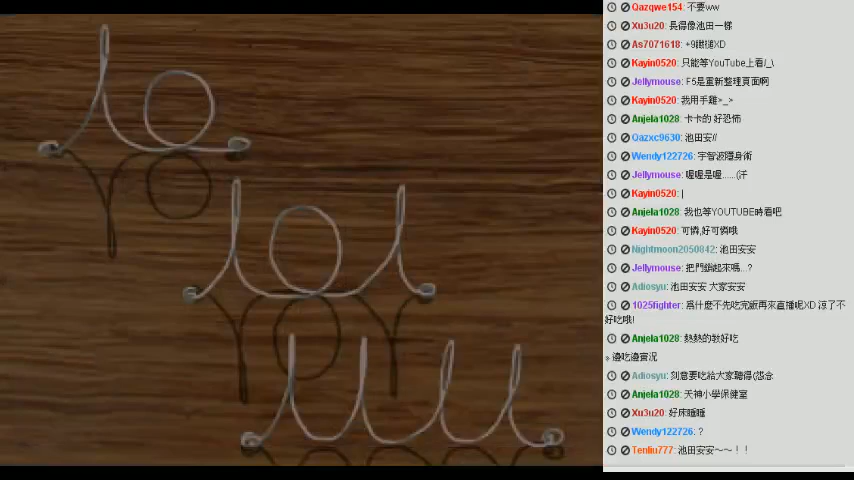 Qazqwe154: 不要ww
Xu3u20: 長得像池田一樣
As7071618: +9鐵鎚XD
Kayin0520: 只能等YouTube上看/_\
Jellymouse: F5是重新整理頁面啊
Kayin0520: 我用手雞>_>
Anjela1028: 卡卡的 好恐怖
Qazxc9630: 池田安//
Wendy122726: 宇智波隱身術
Jellymouse: 喔喔是喔......(汗
Kayin0520: |
Anjela1028: 我也等YOUTUBE時看吧
Kayin0520: 可憐,好可憐哦
Nightmoon2050842: 池田安安
Jellymouse: 把門鎖起來嗎...?
Adiosyu: 池田安安 大家安安
1025fighter: 為什麼不先吃完飯再來直播呢XD 涼了不
好吃哦!
Anjela1028: 熱熱的較好吃
» 邊吃邊實況
Adiosyu: 刻意要吃給大家聽得(怨念
Anjela1028: 天神小學保健室
Xu3u20: 好床睡睡
Wendy122726: ?
Tenliu777: 池田安安～～！！